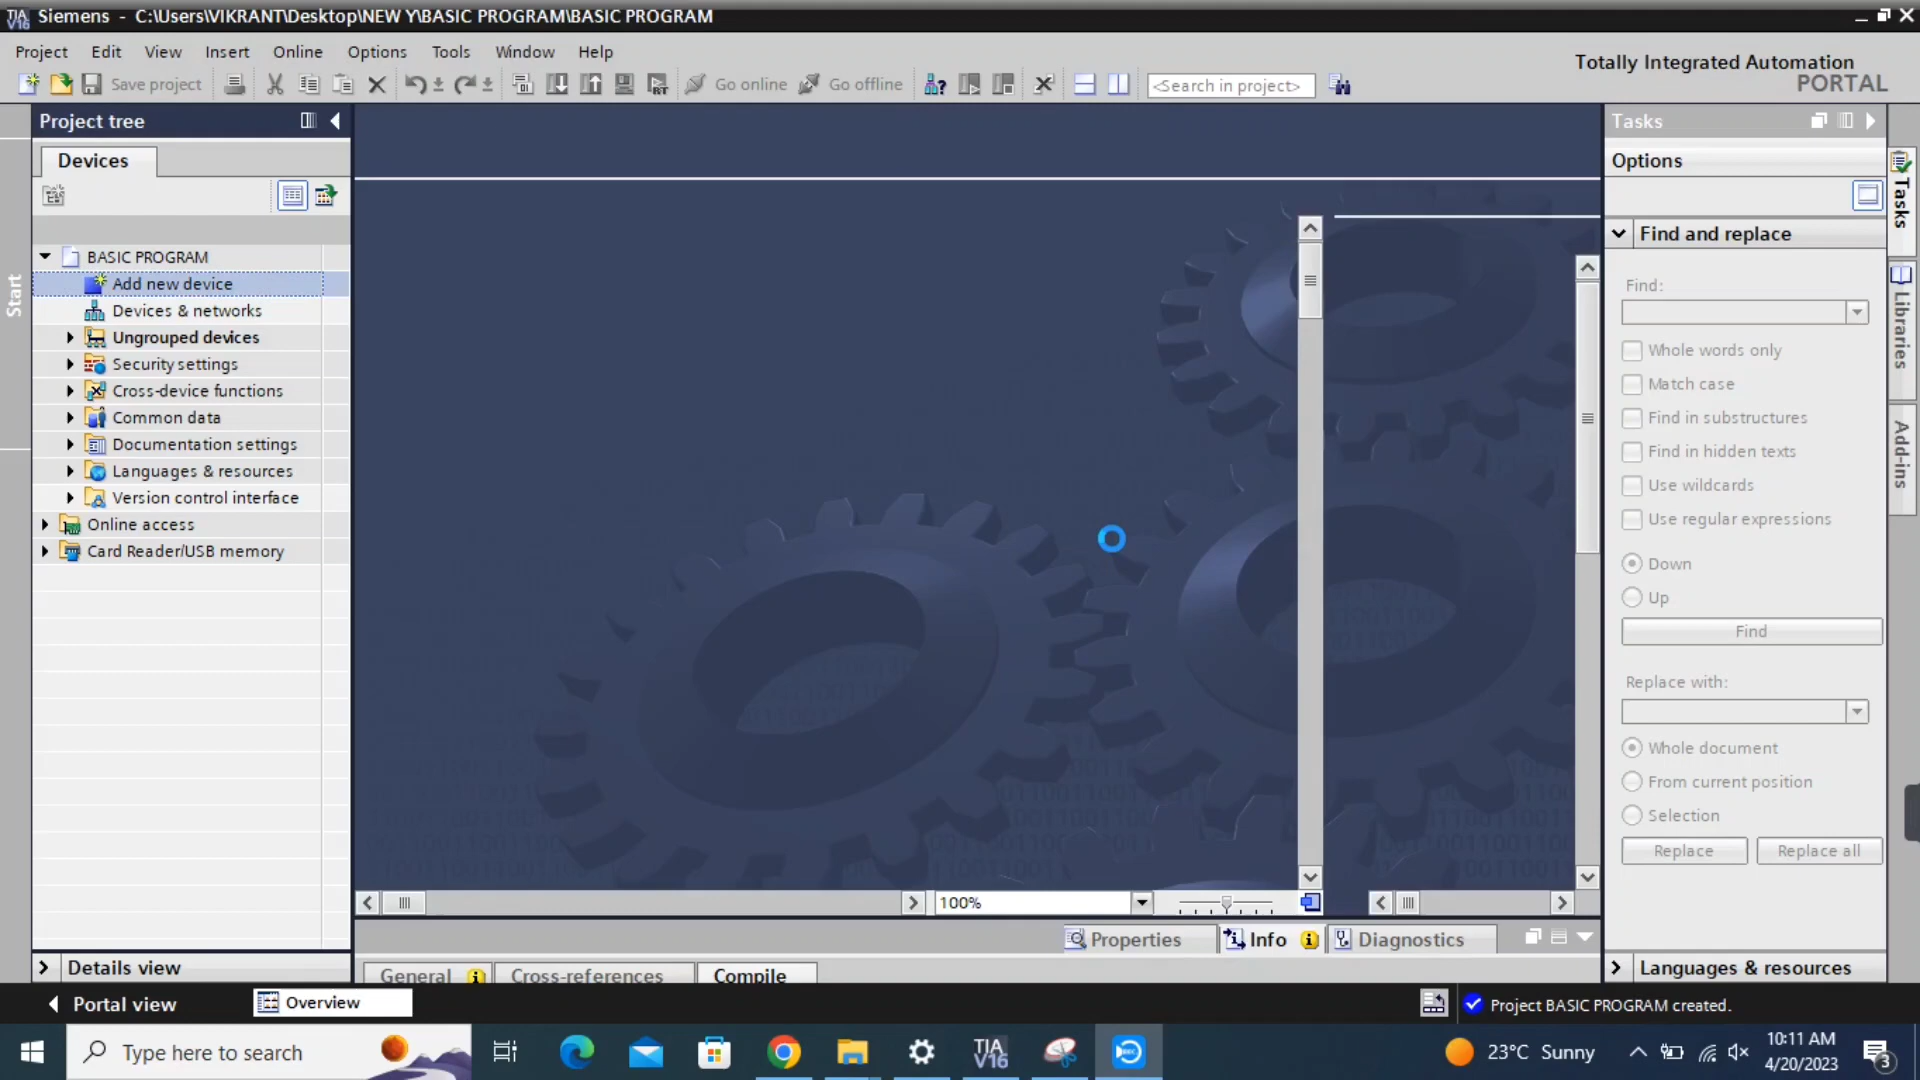 TIA V16 Siemens - C:\Users\VIKRANT\Desktop\NEW Y\BASIC PROGRAM\BASIC PROGRAM
Project Edit View Insert Online Options Tools Window Help
Totally Integrated Automation
PORTAL
Save project Go online Go offline <Search in project>
Project tree
Devices
Start
BASIC PROGRAM
Add new device
Devices & networks
Ungrouped devices
Security settings
Cross-device functions
Common data
Documentation settings
Languages & resources
Version control interface
Online access
Card Reader/USB memory
Details view
100%
Properties Info Diagnostics
General Cross-references Compile
Tasks
Options
Find and replace
Find:
Whole words only
Match case
Find in substructures
Find in hidden texts
Use wildcards
Use regular expressions
Down
Up
Find
Replace with:
Whole document
From current position
Selection
Replace Replace all
Languages & resources
Tasks
Libraries
Add-ins
Portal view Overview
Project BASIC PROGRAM created.
Type here to search
TIA V16
REC
23°C Sunny
10:11 AM
4/20/2023
3